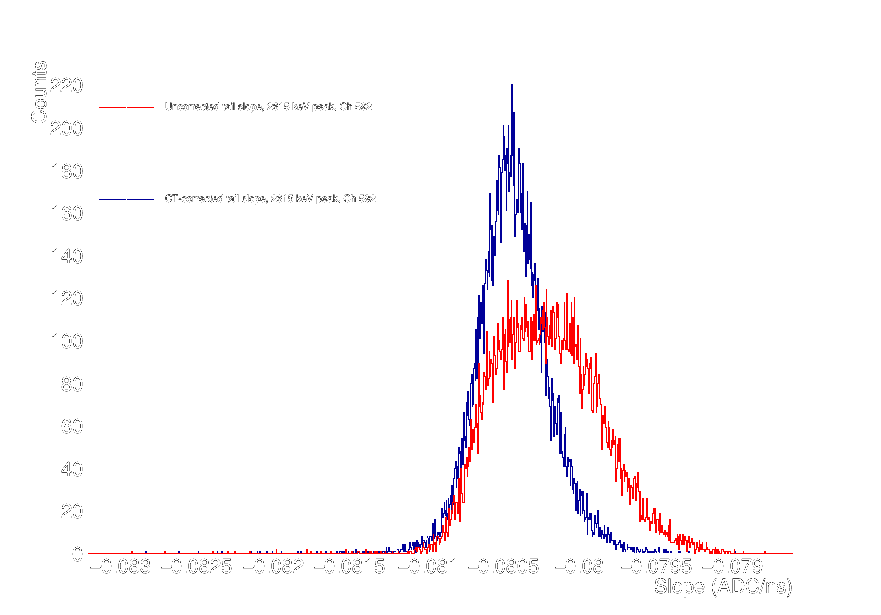 Counts
220
200
180
160
140
120
100
80
60
40
20
0
Uncorrected tail slope, 2615 keV peak, Ch 592
CT-corrected tail slope, 2615 keV peak, Ch 592
−0.083 −0.0825 −0.082 −0.0815 −0.081 −0.0805 −0.08 −0.0795 −0.079
Slope (ADC/ns)